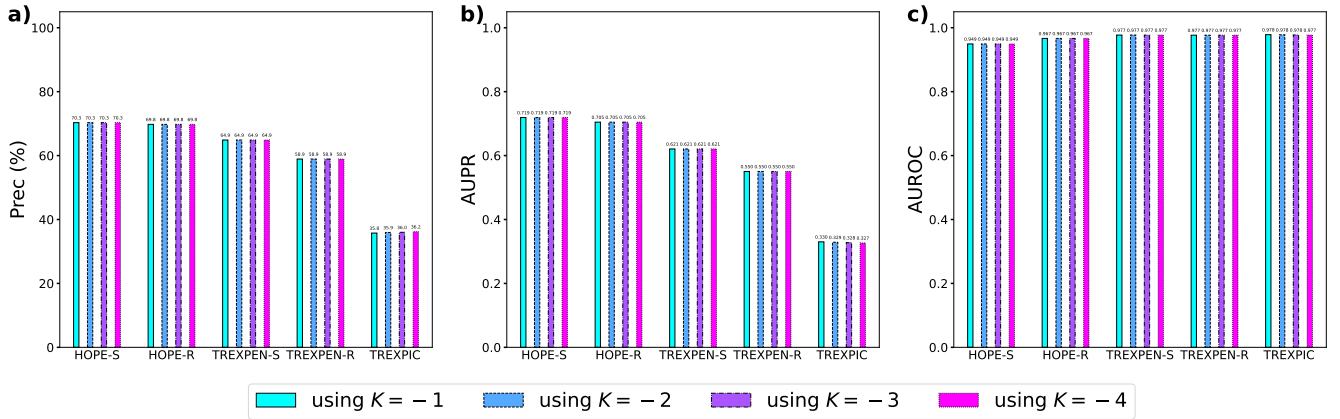 a)
Prec (%)
100
80
60
40
20
0
70.3 70.3 70.3 70.3
69.8 69.8 69.8 69.8
64.9 64.9 64.9 64.9
58.9 58.9 58.9 58.9
35.8 35.9 36.0 36.2
HOPE-S HOPE-R TREXPEN-S TREXPEN-R TREXPIC
b)
AUPR
1.0
0.8
0.6
0.4
0.2
0.0
0.719 0.719 0.719 0.719
0.705 0.705 0.705 0.705
0.621 0.621 0.621 0.621
0.550 0.550 0.550 0.550
0.330 0.329 0.328 0.327
HOPE-S HOPE-R TREXPEN-S TREXPEN-R TREXPIC
c)
AUROC
1.0
0.8
0.6
0.4
0.2
0.0
0.949 0.949 0.949 0.949
0.967 0.967 0.967 0.967
0.977 0.977 0.977 0.977
0.977 0.977 0.977 0.977
0.978 0.978 0.978 0.977
HOPE-S HOPE-R TREXPEN-S TREXPEN-R TREXPIC
using K = −1 using K = −2 using K = −3 using K = −4